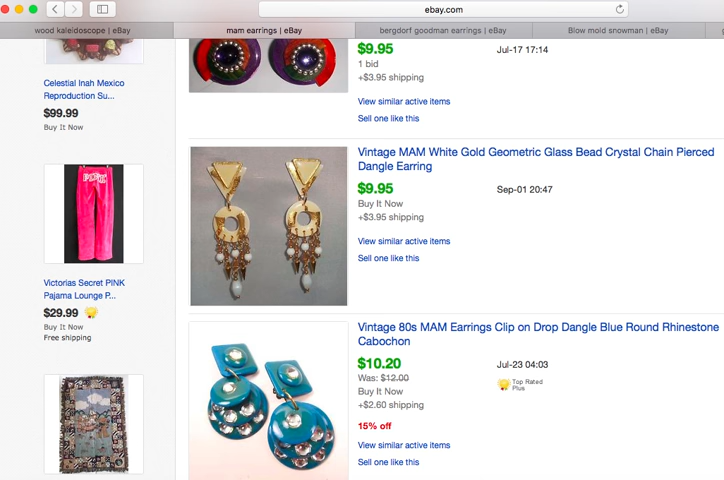 ebay.com
wood kaleidoscope | eBay
mam earrings | eBay
bergdorf goodman earrings | eBay
Blow mold snowman | eBay
Celestial Inah Mexico
Reproduction Su...
$99.99
Buy It Now
PINK
Victorias Secret PINK
Pajama Lounge P...
$29.99
Buy It Now
Free shipping
$9.95
Jul-17 17:14
1 bid
+$3.95 shipping
View similar active items
Sell one like this
Vintage MAM White Gold Geometric Glass Bead Crystal Chain Pierced
Dangle Earring
$9.95
Sep-01 20:47
Buy It Now
+$3.95 shipping
View similar active items
Sell one like this
Vintage 80s MAM Earrings Clip on Drop Dangle Blue Round Rhinestone
Cabochon
$10.20
Jul-23 04:03
Was: $12.00
Top Rated
Plus
Buy It Now
+$2.60 shipping
15% off
View similar active items
Sell one like this